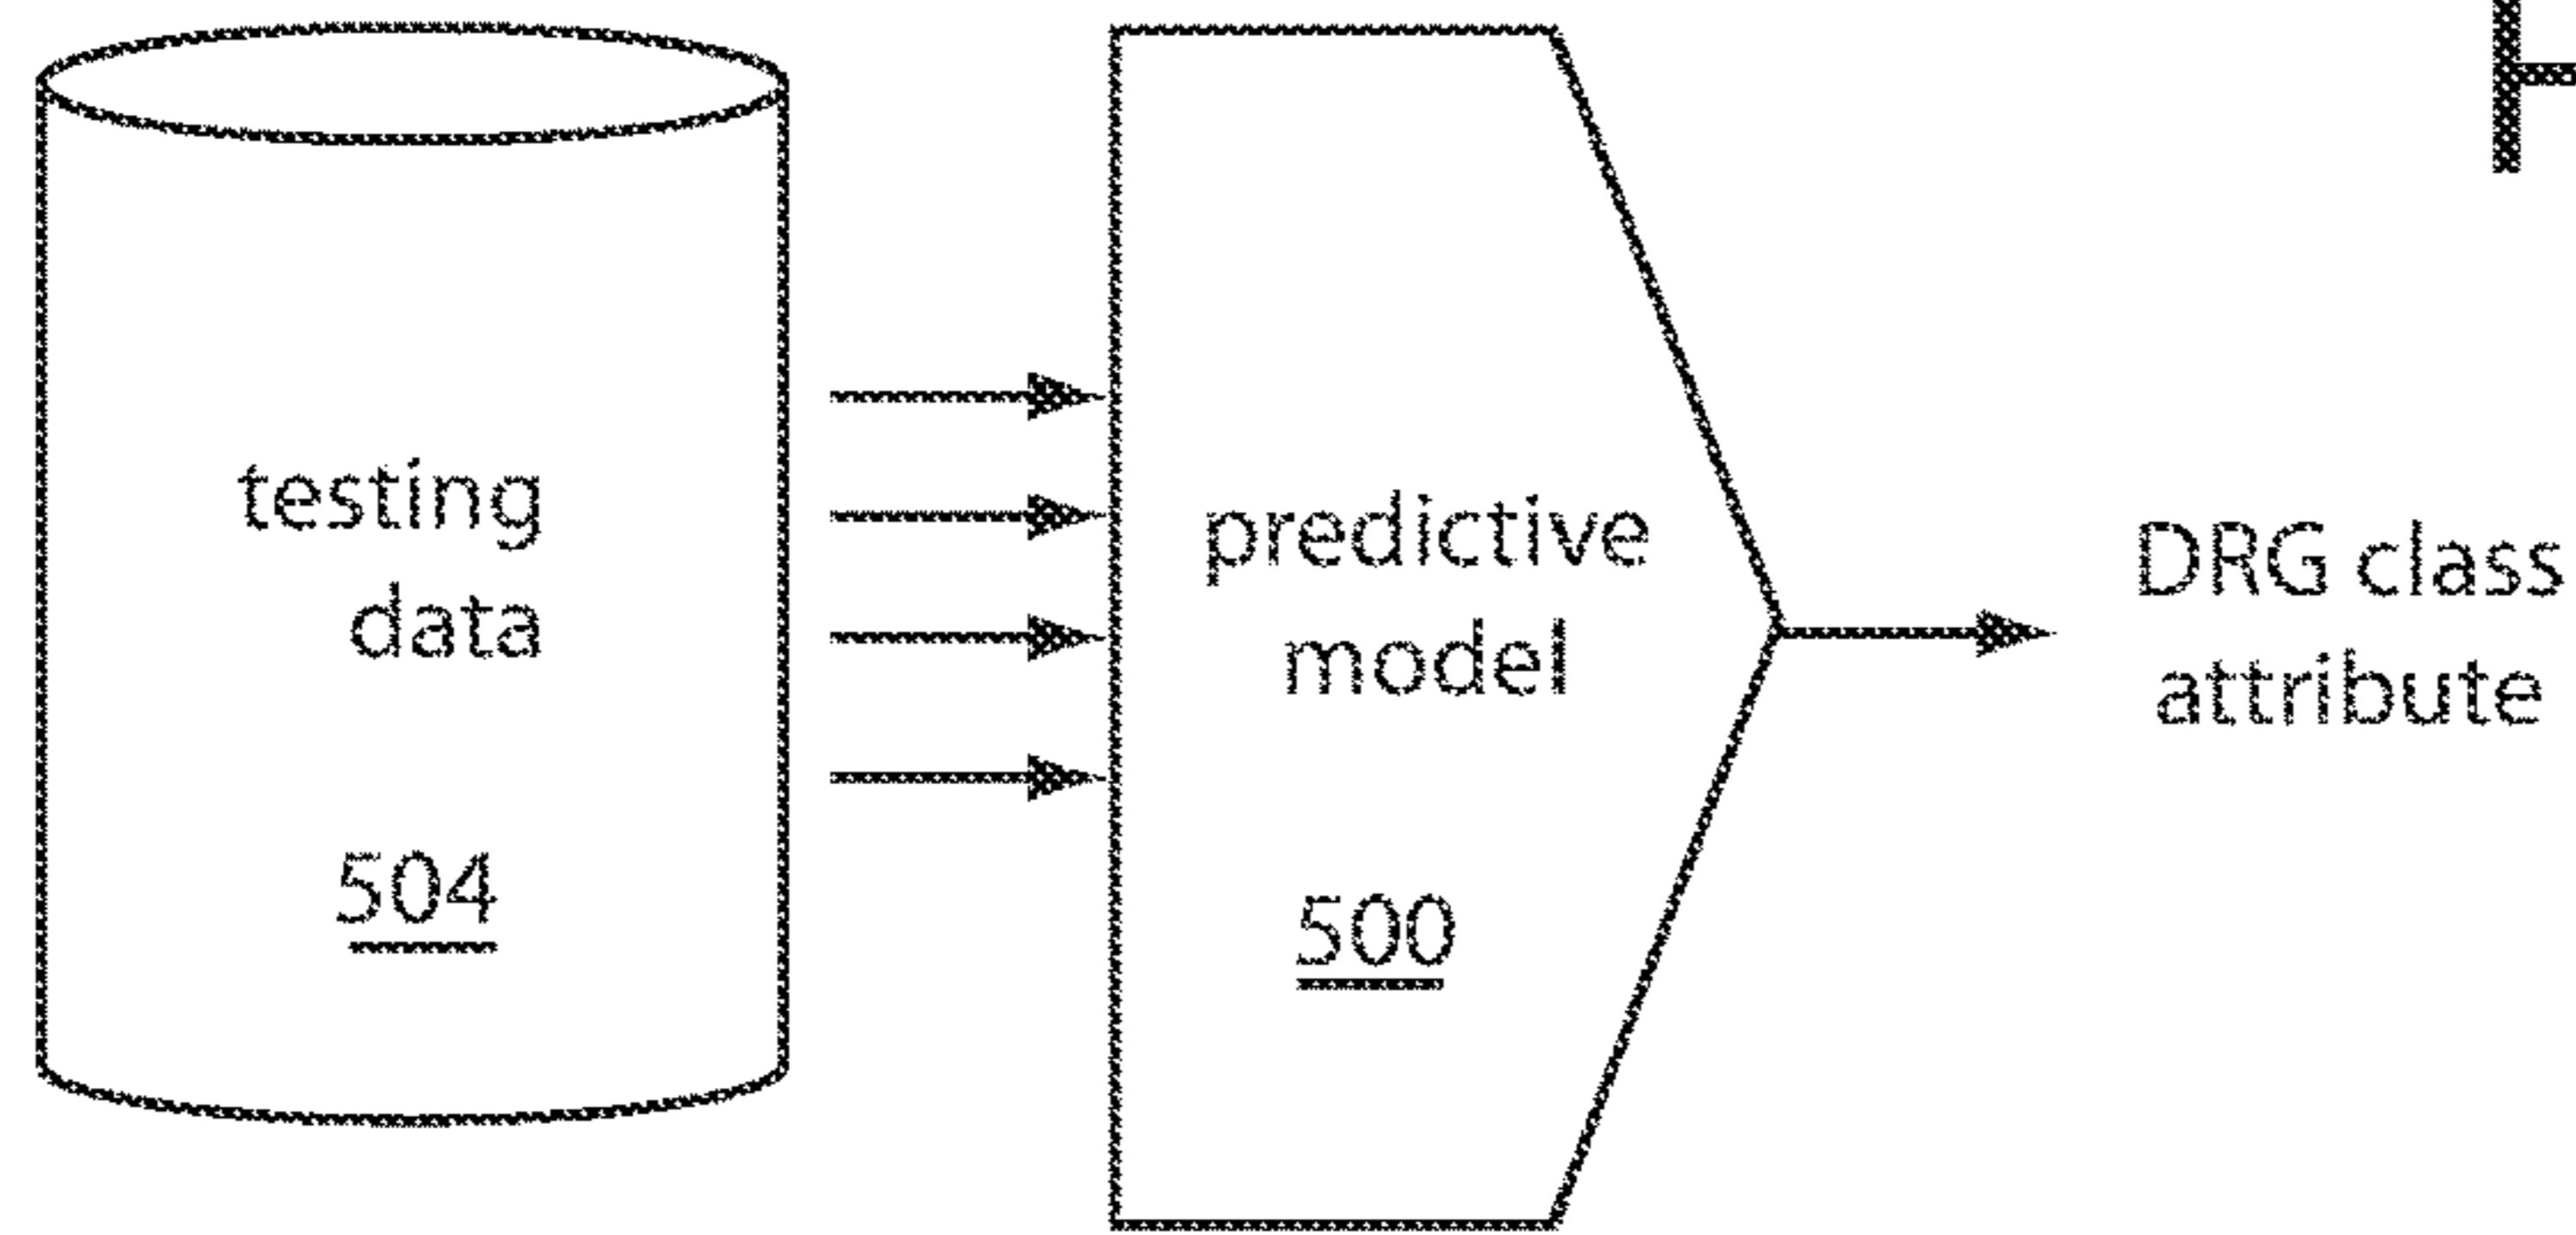 testing
data
504
predictive
model
500
DRG class
attribute